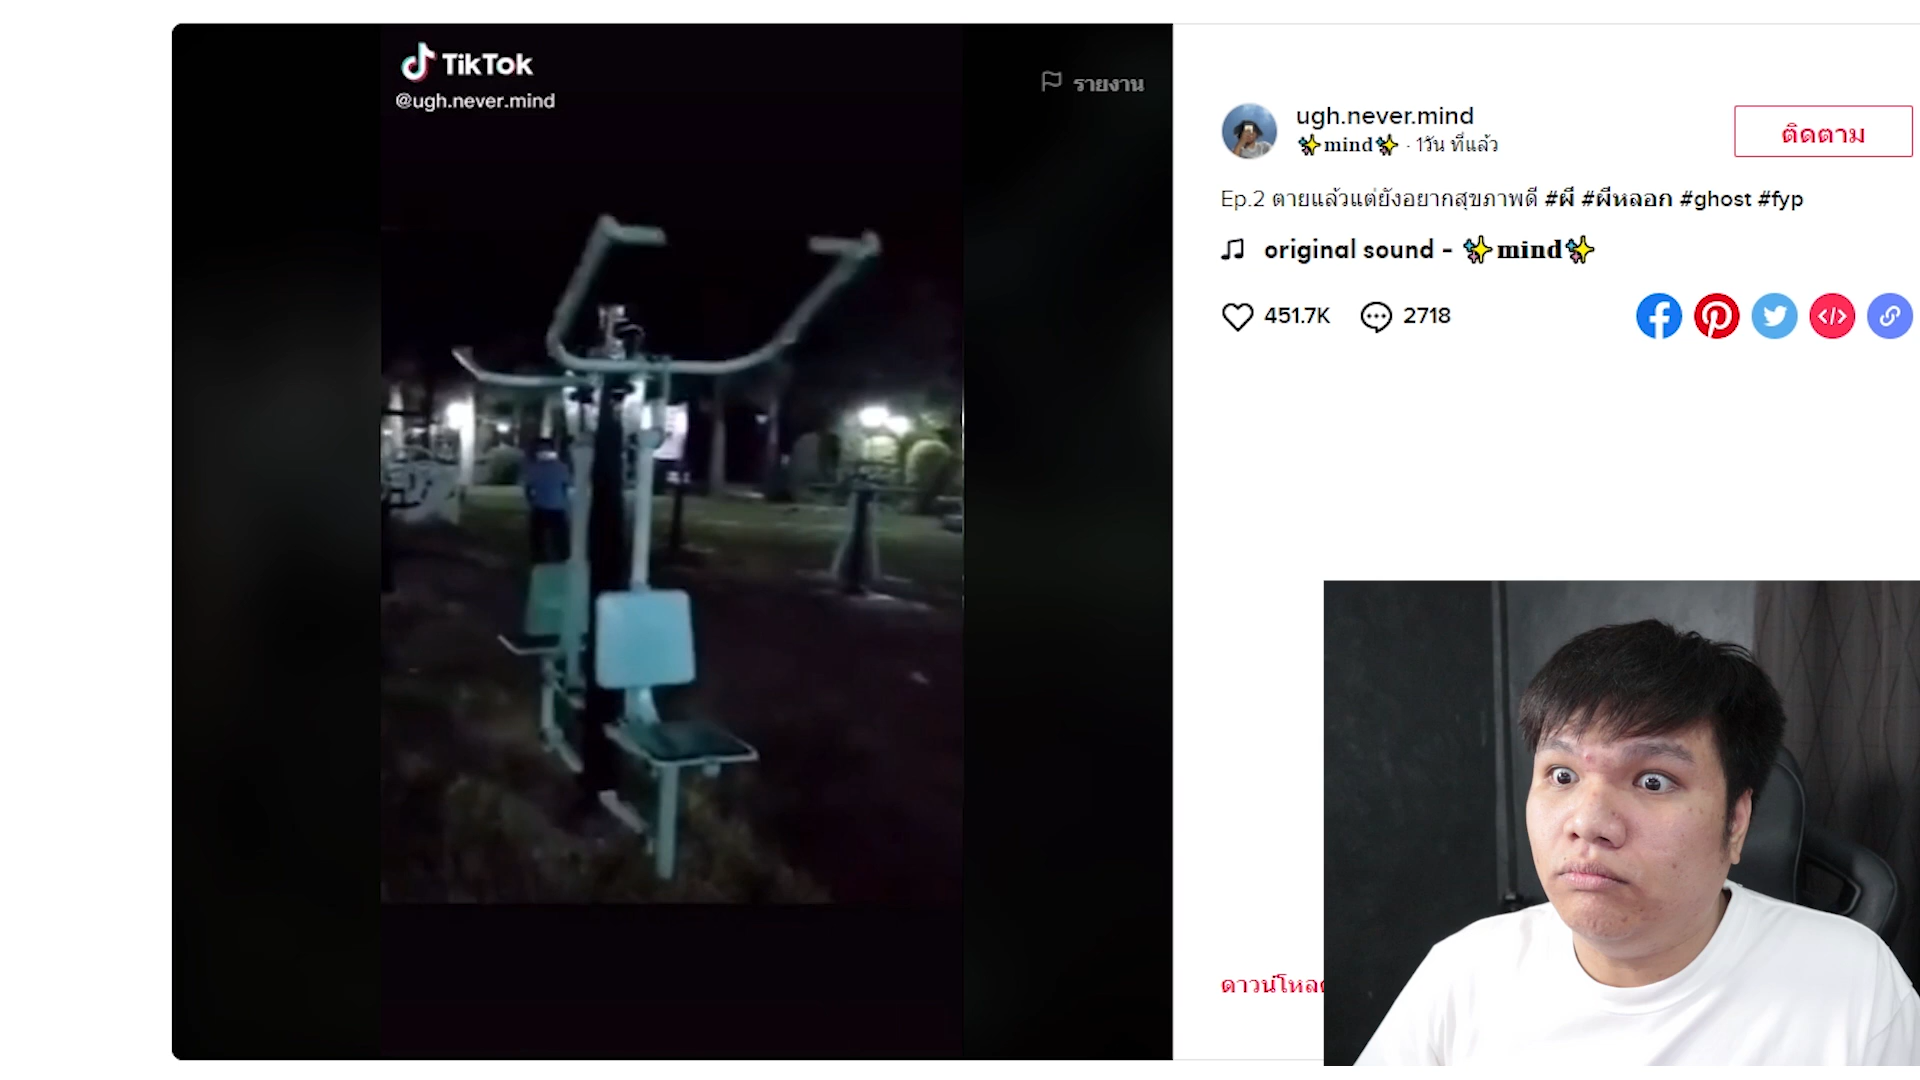 TikTok
@ugh.never.mind
รายงาน
ugh.never.mind
✨mind✨ · 1วัน ที่แล้ว
ติดตาม
Ep.2 ตายแล้วแต่ยังอยากสุขภาพดี #ผี #ผีหลอก #ghost #fyp
original sound - ✨mind✨
451.7K
2718